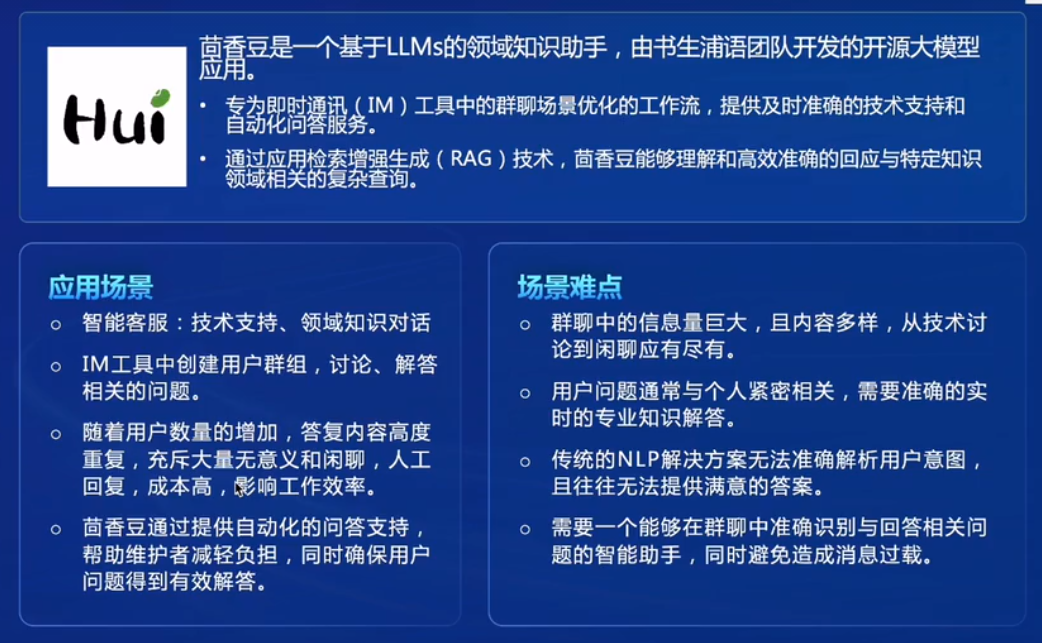 Hui
茴香豆是一个基于LLMs的领域知识助手，由书生浦语团队开发的开源大模型
应用。
• 专为即时通讯（IM）工具中的群聊场景优化的工作流，提供及时准确的技术支持和
自动化问答服务。
• 通过应用检索增强生成（RAG）技术，茴香豆能够理解和高效准确的回应与特定知识
领域相关的复杂查询。
应用场景
○ 智能客服：技术支持、领域知识对话
○ IM工具中创建用户群组，讨论、解答
相关的问题。
○ 随着用户数量的增加，答复内容高度
重复，充斥大量无意义和闲聊，人工
回复，成本高，影响工作效率。
○ 茴香豆通过提供自动化的问答支持，
帮助维护者减轻负担，同时确保用户
问题得到有效解答。
场景难点
○ 群聊中的信息量巨大，且内容多样，从技术讨
论到闲聊应有尽有。
○ 用户问题通常与个人紧密相关，需要准确的实
时的专业知识解答。
○ 传统的NLP解决方案无法准确解析用户意图，
且往往无法提供满意的答案。
○ 需要一个能够在群聊中准确识别与回答相关问
题的智能助手，同时避免造成消息过载。